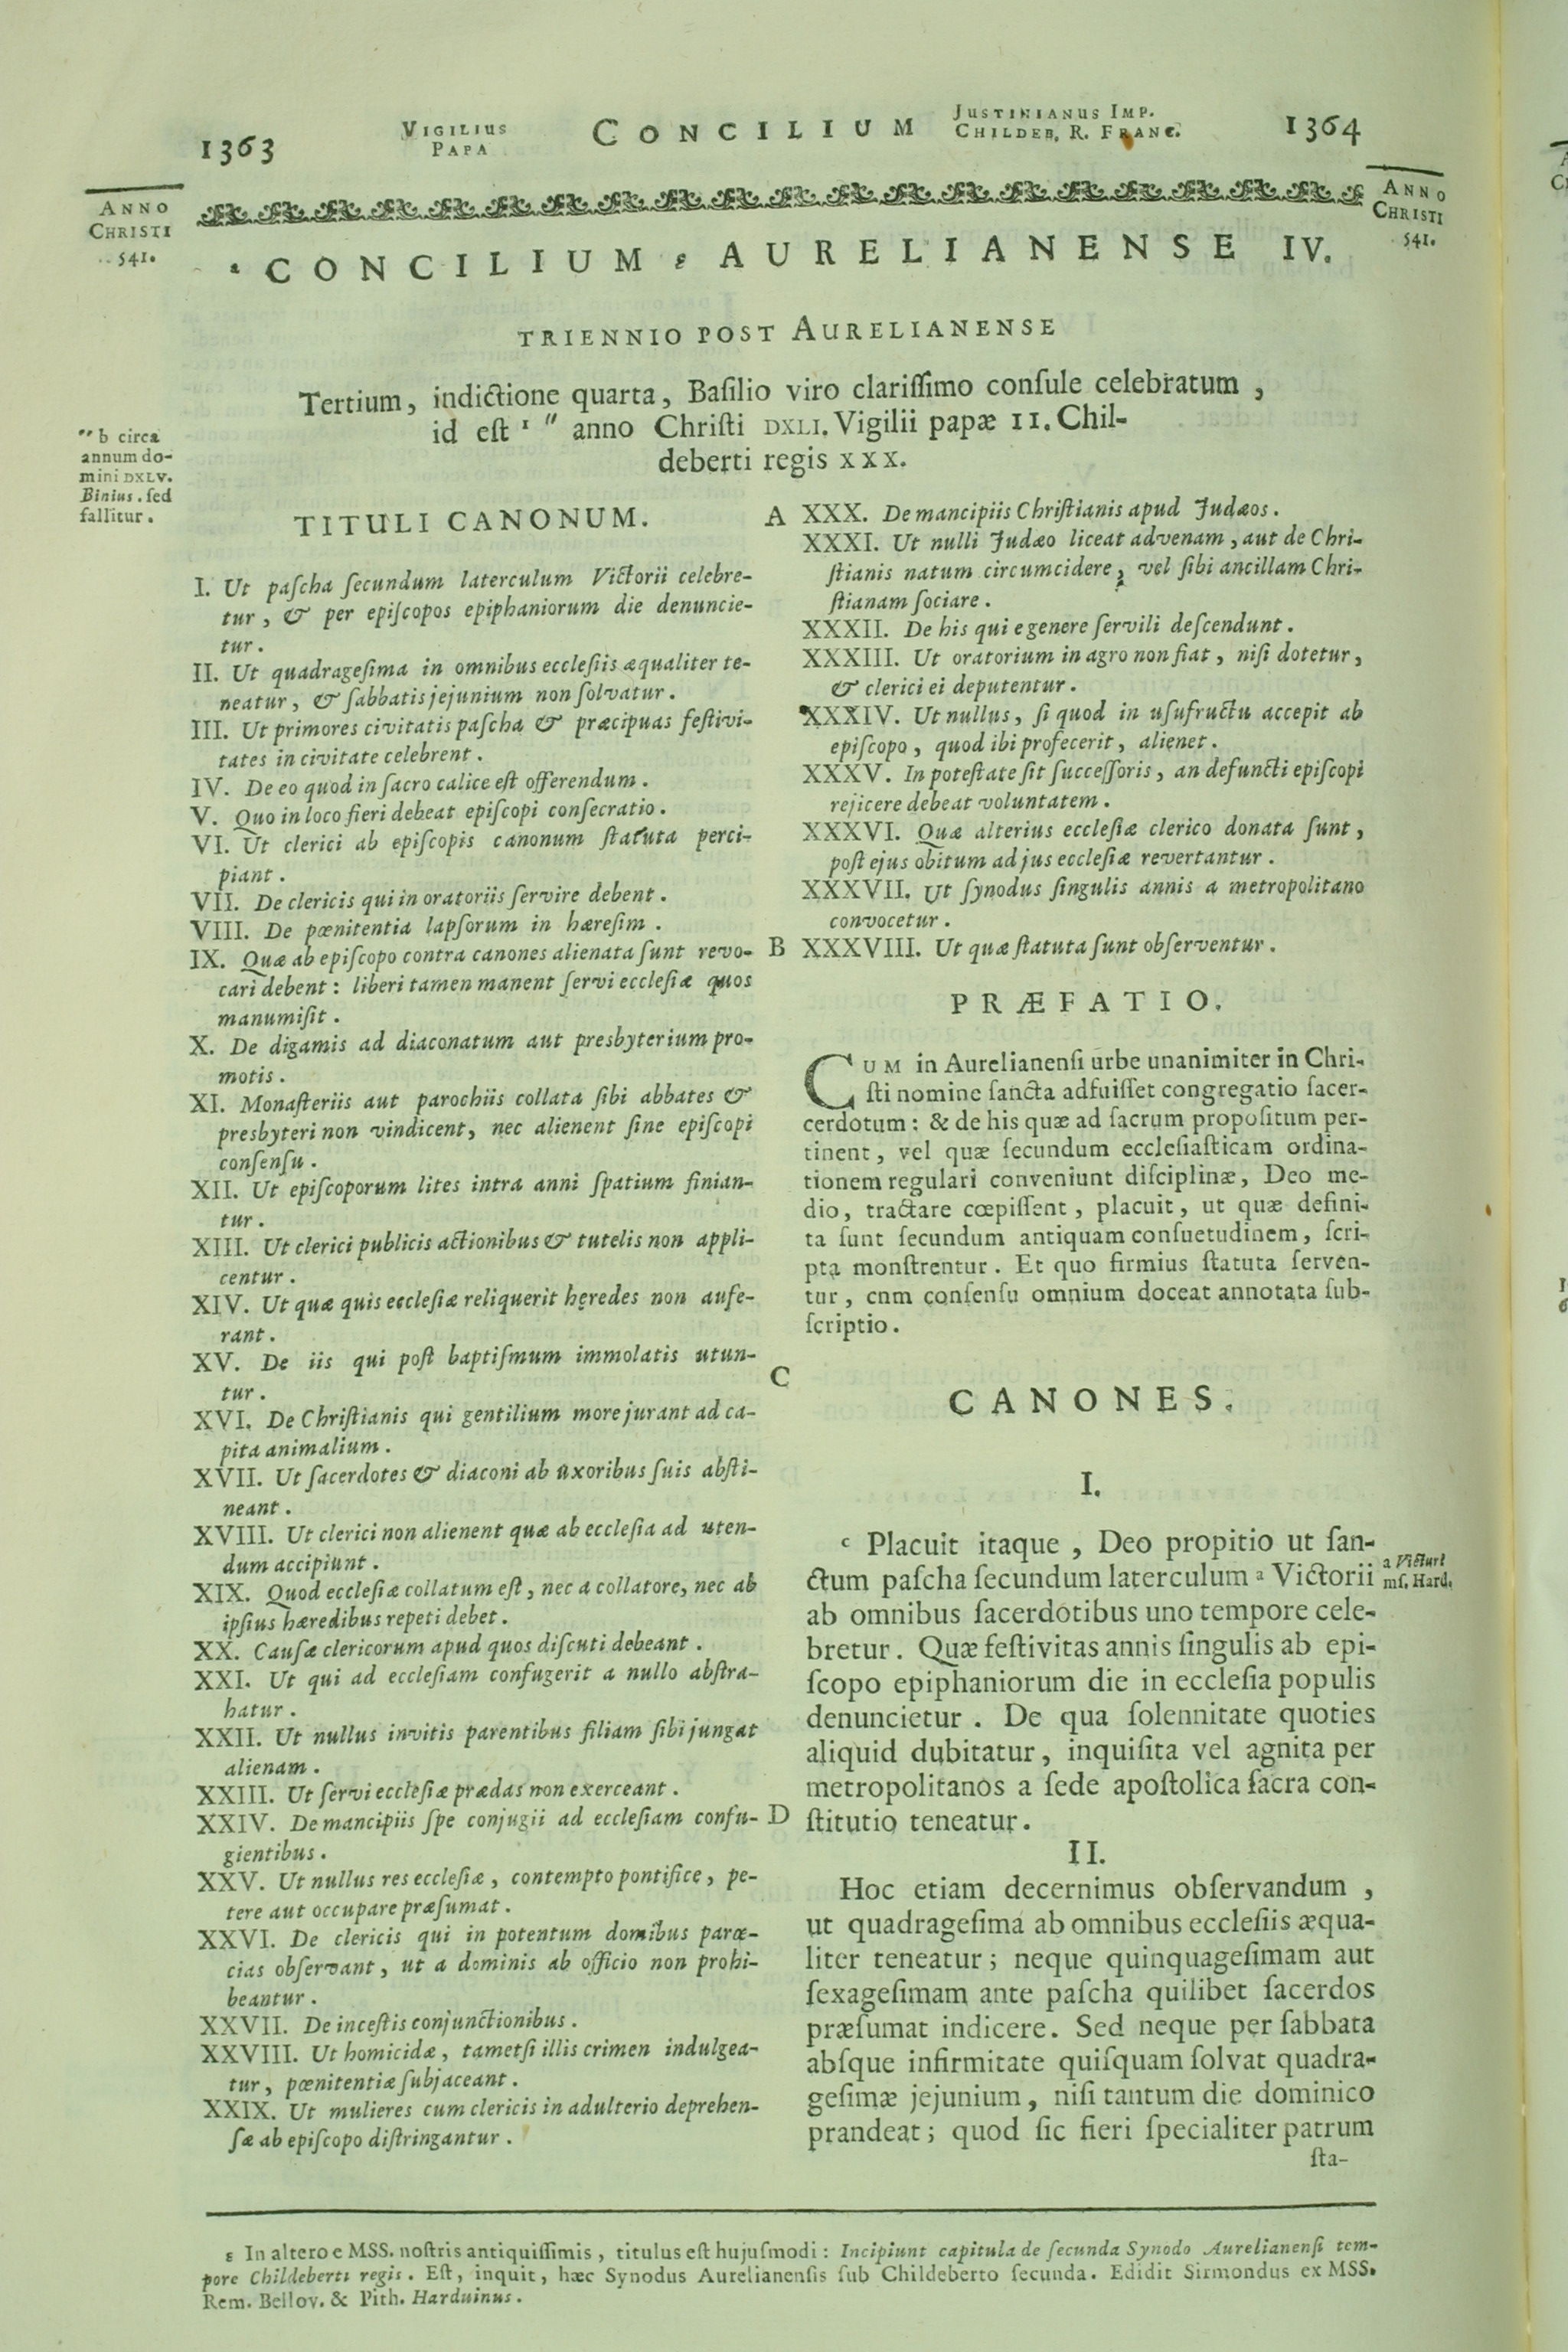 1363
VIGILIUS
PAPA
CONCILIUM
JUSTINIANUS IMP.
CHILDEB. R. FRANC.
1364
ANNO
CHRISTI
541.
ANNO
CHRISTI
541.
ᵃ CONCILIUM ᵍ AURELIANENSE IV.
TRIENNIO POST AURELIANENSE
Tertium, indictione quarta, Baſilio viro clariſſimo conſule celebratum,
id eſt ¹ " anno Chriſti DXLI. Vigilii papæ II. Chil-
deberti regis XXX.
"" b circa
annum do-
mini DXLV.
Binius. ſed
fallitur.
TITULI CANONUM.
I. Ut paſcha ſecundum laterculum Victorii celebre-
tur, & per epiſcopos epiphaniorum die denuncie-
tur.
II. Ut quadrageſima in omnibus eccleſiis æqualiter te-
neatur, & ſabbatis jejunium non ſolvatur.
III. Ut primores civitatis paſcha & præcipuas feſtivi-
tates in civitate celebrent.
IV. De eo quod in ſacro calice eſt offerendum.
V. Quo in loco fieri debeat epiſcopi conſecratio.
VI. Ut clerici ab epiſcopis canonum ſtatuta perci-
piant.
VII. De clericis qui in oratoriis ſervire debent.
VIII. De pœnitentia lapſorum in hæreſim.
IX. Quæ ab epiſcopo contra canones alienata ſunt revo-
cari debent: liberi tamen manent ſervi eccleſiæ quos
manumiſit.
X. De digamis ad diaconatum aut presbyterium pro-
motis.
XI. Monaſteriis aut parochiis collata ſibi abbates &
presbyteri non vindicent, nec alienent ſine epiſcopi
conſenſu.
XII. Ut epiſcoporum lites intra anni ſpatium finian-
tur.
XIII. Ut clerici publicis actionibus & tutelis non appli-
centur.
XIV. Ut quæ quis eccleſiæ reliquerit heredes non aufe-
rant.
XV. De iis qui poſt baptiſmum immolatis utun-
tur.
XVI. De Chriſtianis qui gentilium more jurant ad ca-
pita animalium.
XVII. Ut ſacerdotes & diaconi ab uxoribus ſuis abſti-
neant.
XVIII. Ut clerici non alienent quæ ab eccleſia ad uten-
dum accipiunt.
XIX. Quod eccleſiæ collatum eſt, nec a collatore, nec ab
ipſius hæredibus repeti debet.
XX. Cauſæ clericorum apud quos diſcuti debeant.
XXI. Ut qui ad eccleſiam confugerit a nullo abſtra-
hatur.
XXII. Ut nullus invitis parentibus filiam ſibi jungat
alienam.
XXIII. Ut ſervi eccleſiæ prædas non exerceant.
XXIV. De mancipiis ſpe conjugii ad eccleſiam confu-
gientibus.
XXV. Ut nullus res eccleſiæ, contempto pontifice, pe-
tere aut occupare præſumat.
XXVI. De clericis qui in potentum domibus parœ-
cias obſervant, ut a dominis ab officio non prohi-
beantur.
XXVII. De inceſtis conjunctionibus.
XXVIII. Ut homicidæ, tametſi illis crimen indulgea-
tur, pœnitentiæ ſubjaceant.
XXIX. Ut mulieres cum clericis in adulterio deprehen-
ſæ ab epiſcopo diſtringantur.
A
B
C
D
XXX. De mancipiis Chriſtianis apud Judæos.
XXXI. Ut nulli Judæo liceat advenam, aut de Chri-
ſtianis natum circumcidere, vel ſibi ancillam Chri-
ſtianam ſociare.
XXXII. De his qui e genere ſervili deſcendunt.
XXXIII. Ut oratorium in agro non fiat, niſi dotetur,
& clerici ei deputentur.
XXXIV. Ut nullus, ſi quod in uſufructu accepit ab
epiſcopo, quod ibi profecerit, alienet.
XXXV. In poteſtate ſit ſucceſſoris, an defuncti epiſcopi
rejicere debeat voluntatem.
XXXVI. Quæ alterius eccleſiæ clerico donata ſunt,
poſt ejus obitum ad jus eccleſiæ revertantur.
XXXVII. Ut ſynodus ſingulis annis a metropolitano
convocetur.
XXXVIII. Ut quæ ſtatuta ſunt obſerventur.
PRÆFATIO.
CUM in Aurelianenſi urbe unanimiter in Chri-
ſti nomine ſancta adfuiſſet congregatio ſacer-
cerdotum: & de his quæ ad ſacrum propoſitum per-
tinent, vel quæ ſecundum eccleſiaſticam ordina-
tionem regulari conveniunt diſciplinæ, Deo me-
dio, tractare cœpiſſent, placuit, ut quæ defini-
ta ſunt ſecundum antiquam conſuetudinem, ſcri-
pta monſtrentur. Et quo firmius ſtatuta ſerven-
tur, cnm conſenſu omnium doceat annotata ſub-
ſcriptio.
CANONES.
I.
ᶜ Placuit itaque, Deo propitio ut ſan-
ctum paſcha ſecundum laterculum ᵃ Victorii
ab omnibus ſacerdotibus uno tempore cele-
bretur. Quæ feſtivitas annis ſingulis ab epi-
ſcopo epiphaniorum die in eccleſia populis
denuncietur. De qua ſolennitate quoties
aliquid dubitatur, inquiſita vel agnita per
metropolitanos a ſede apoſtolica ſacra con-
ſtitutio teneatur.
a Victuri
mſ. Hard.
II.
Hoc etiam decernimus obſervandum,
ut quadrageſima ab omnibus eccleſiis æqua-
liter teneatur; neque quinquageſimam aut
ſexageſimam ante paſcha quilibet ſacerdos
præſumat indicere. Sed neque per ſabbata
abſque infirmitate quiſquam ſolvat quadra-
geſimæ jejunium, niſi tantum die dominico
prandeat; quod ſic fieri ſpecialiter patrum
ſta-
g In altero e MSS. noſtris antiquiſſimis, titulus eſt hujuſmodi: Incipiunt capitula de ſecunda Synodo Aurelianenſi tem-
pore Childeberti regis. Eſt, inquit, hæc Synodus Aurelianenſis ſub Childeberto ſecunda. Edidit Sirmondus ex MSS.
Rem. Bellov. & Pith. Harduinus.